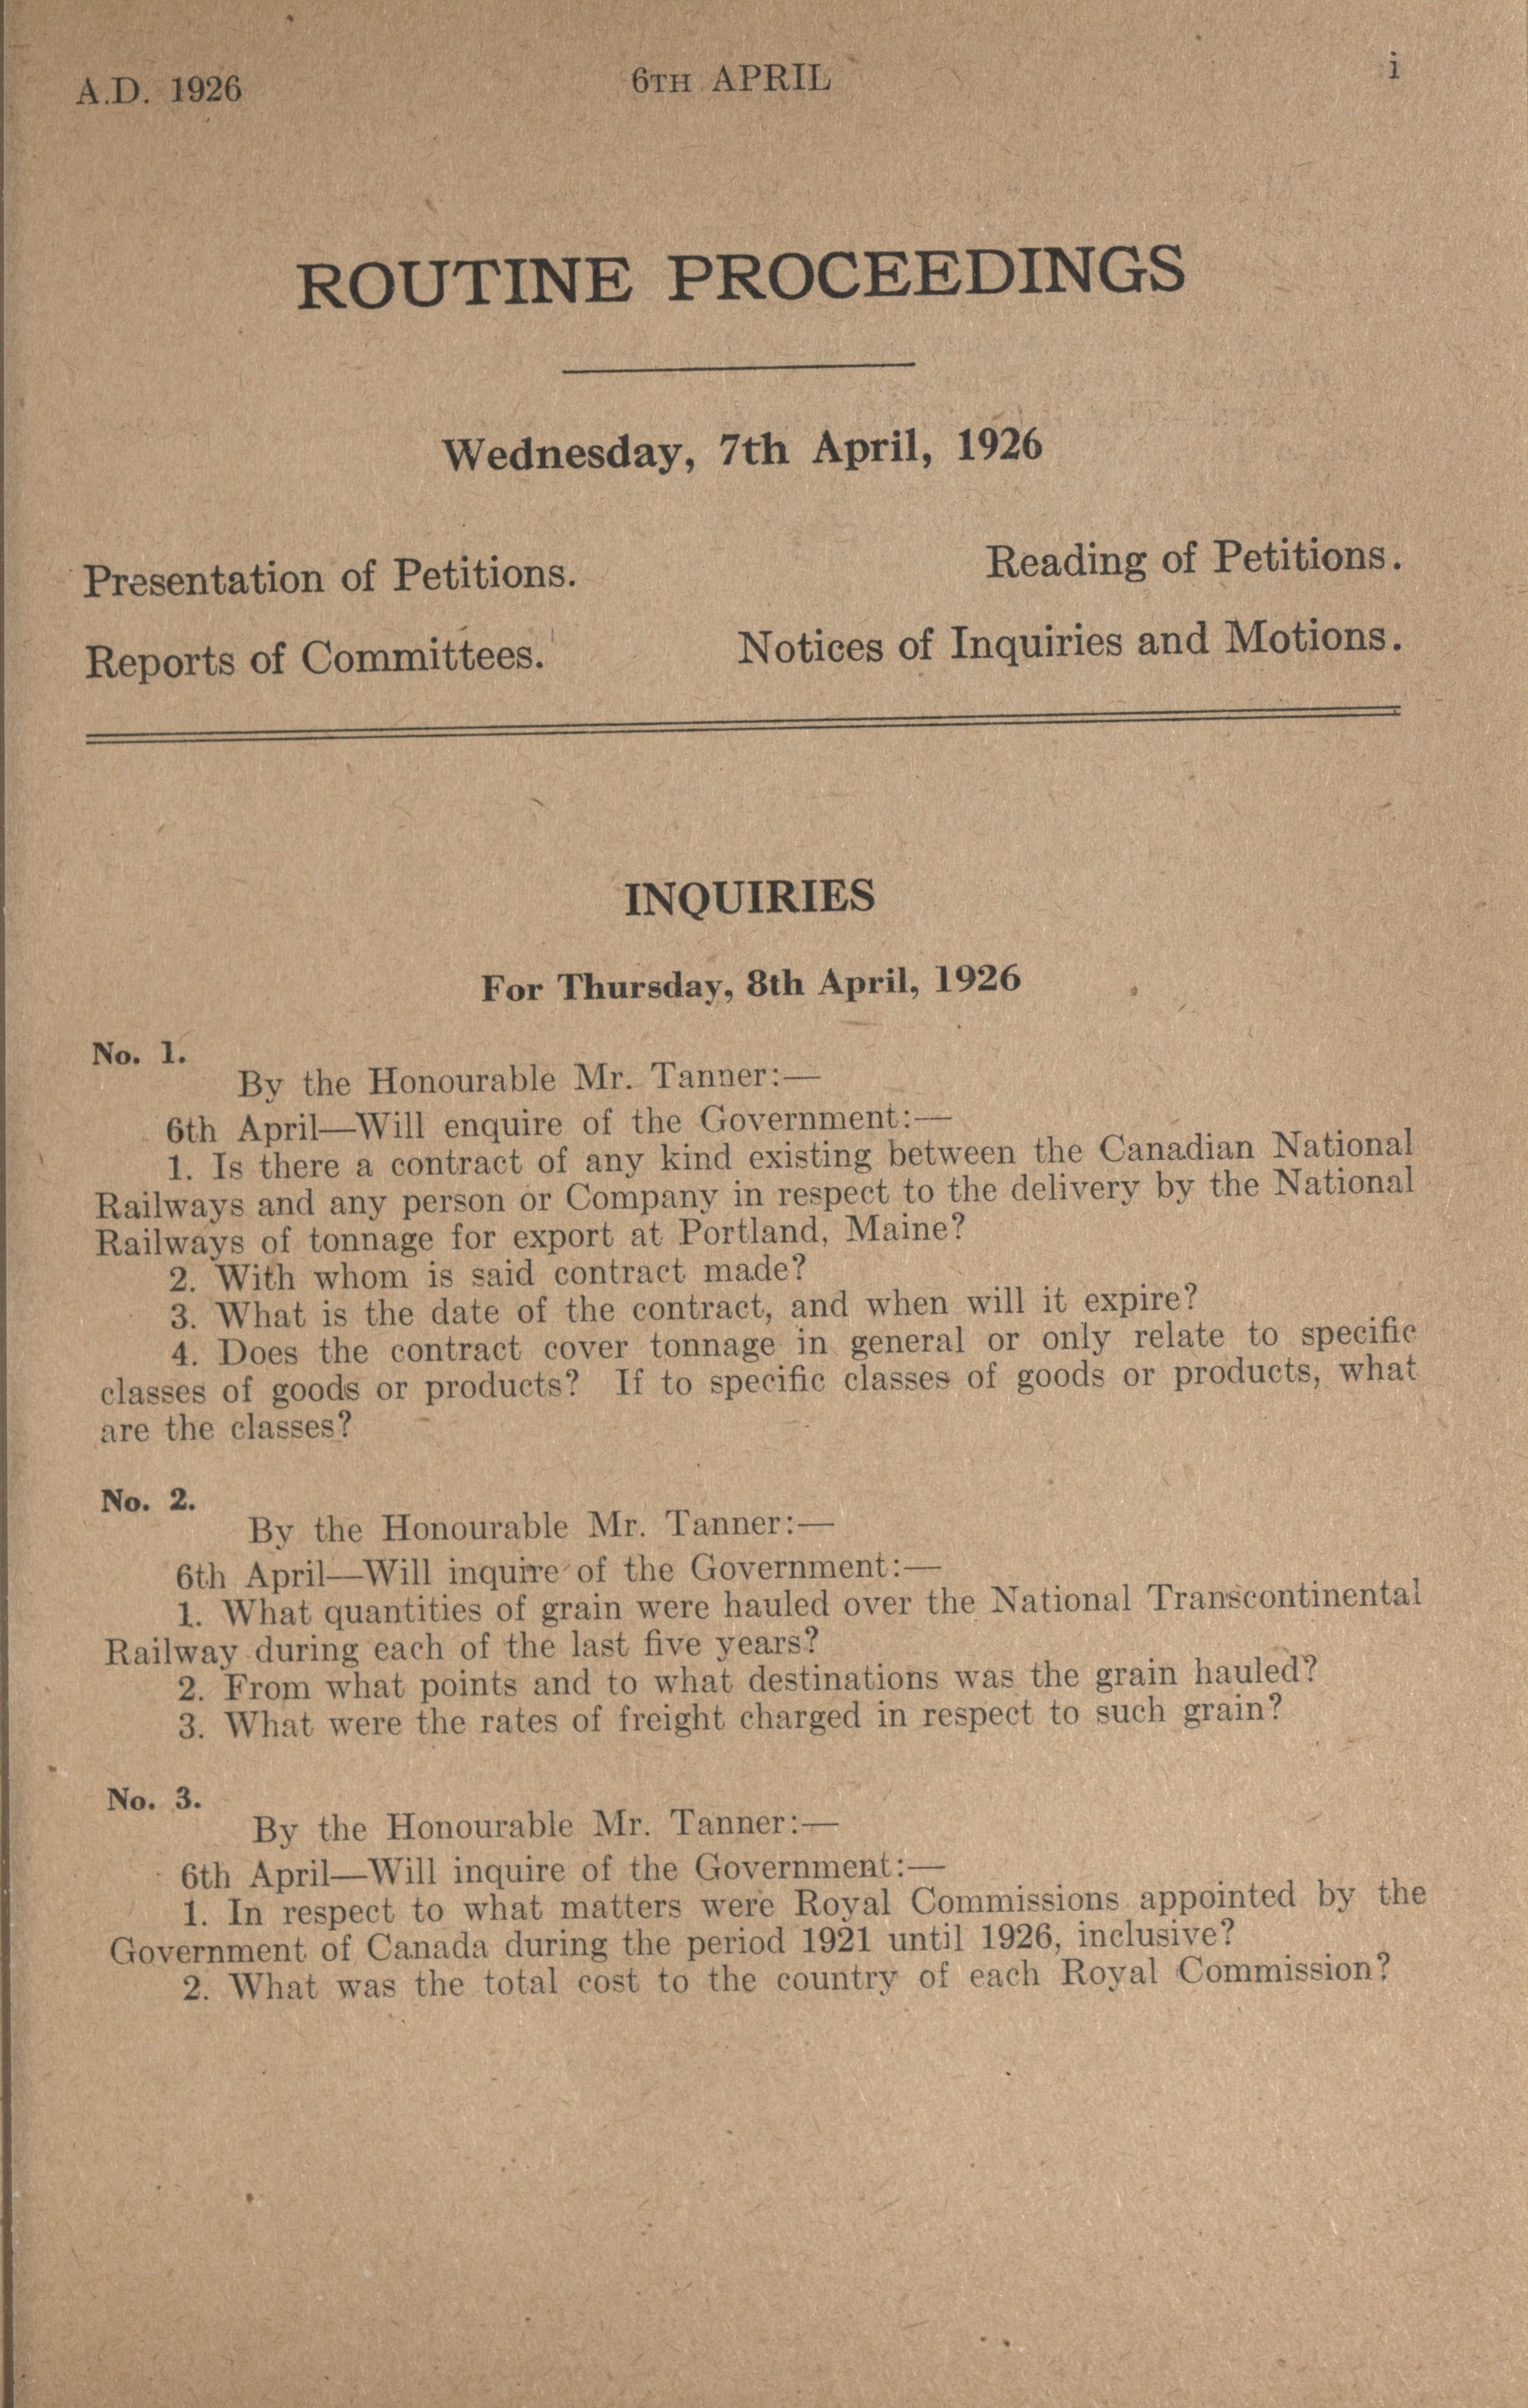 A.D. 1926 6TH APRIL i
ROUTINE PROCEEDINGS
Wednesday, 7th April, 1926
Presentation of Petitions. Reading of Petitions.
Reports of Committees. Notices of Inquiries and Motions.
INQUIRIES
For Thursday, 8th April, 1926
No. 1.
By the Honourable Mr. Tanner:—
6th April—Will enquire of the Government:—
1. Is there a contract of any kind existing between the Canadian National
Railways and any person or Company in respect to the delivery by the National
Railways of tonnage for export at Portland, Maine?
2. With whom is said contract made?
3. What is the date of the contract, and when will it expire?
4. Does the contract cover tonnage in general or only relate to specific
classes of goods or products? If to specific classes of goods or products, what
are the classes?
No. 2.
By the Honourable Mr. Tanner:—
6th April—Will inquire of the Government:—
1. What quantities of grain were hauled over the National Transcontinental
Railway during each of the last five years?
2. From what points and to what destinations was the grain hauled?
3. What were the rates of freight charged in respect to such grain?
No. 3.
By the Honourable Mr. Tanner:—
6th April—Will inquire of the Government:—
1. In respect to what matters were Royal Commissions appointed by the
Government of Canada during the period 1921 until 1926, inclusive?
2. What was the total cost to the country of each Royal Commission?